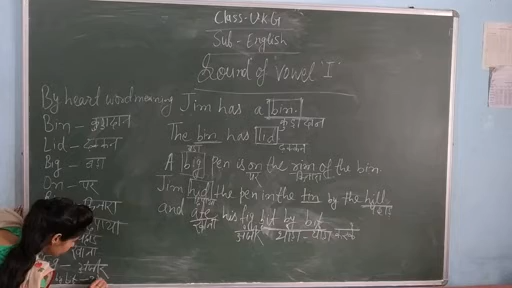 Class-U.K.G
Sub-English
Sound of Vowel 'I'
By heard word meaning
Bin - कुड़ादान
Lid - ढक्कन
Big - बड़ा
On - पर
Jim has a bin.
कुड़ादान
The bin has lid
ढक्कन
A big pen is on the rim of the bin.
बड़ा पर किनारा
Jim hid the pen in the tin by the hill
पहाड़
and ate his fig bit by bit
खाना अंजीर थोड़ा - थोड़ा करके